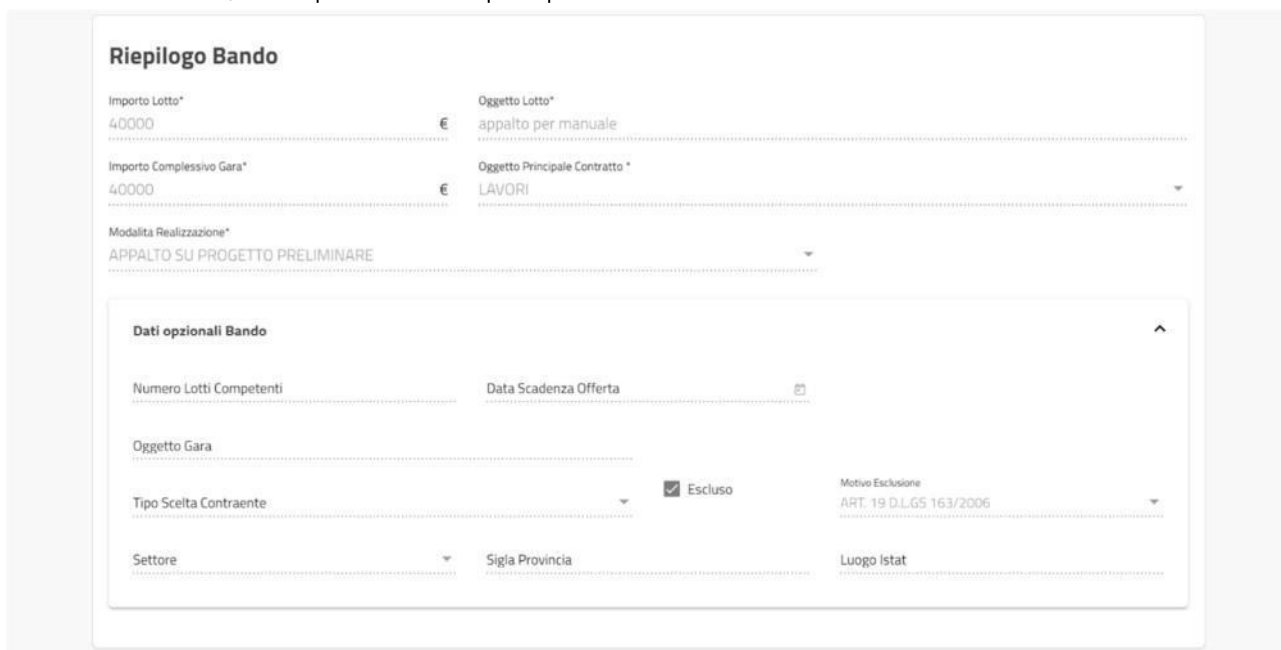 Riepilogo Bando
Importo Lotto*
Oggetto Lotto*
40000 €
appalto per manuale
Importo Complessivo Gara*
Oggetto Principale Contratto *
40000 €
LAVORI
Modalita Realizzazione*
APPALTO SU PROGETTO PRELIMINARE
Dati opzionali Bando
Numero Lotti Competenti
Data Scadenza Offerta
Oggetto Gara
Tipo Scelta Contraente
Escluso
Motivo Esclusione
ART. 19 D.L.GS 163/2006
Settore
Sigla Provincia
Luogo Istat